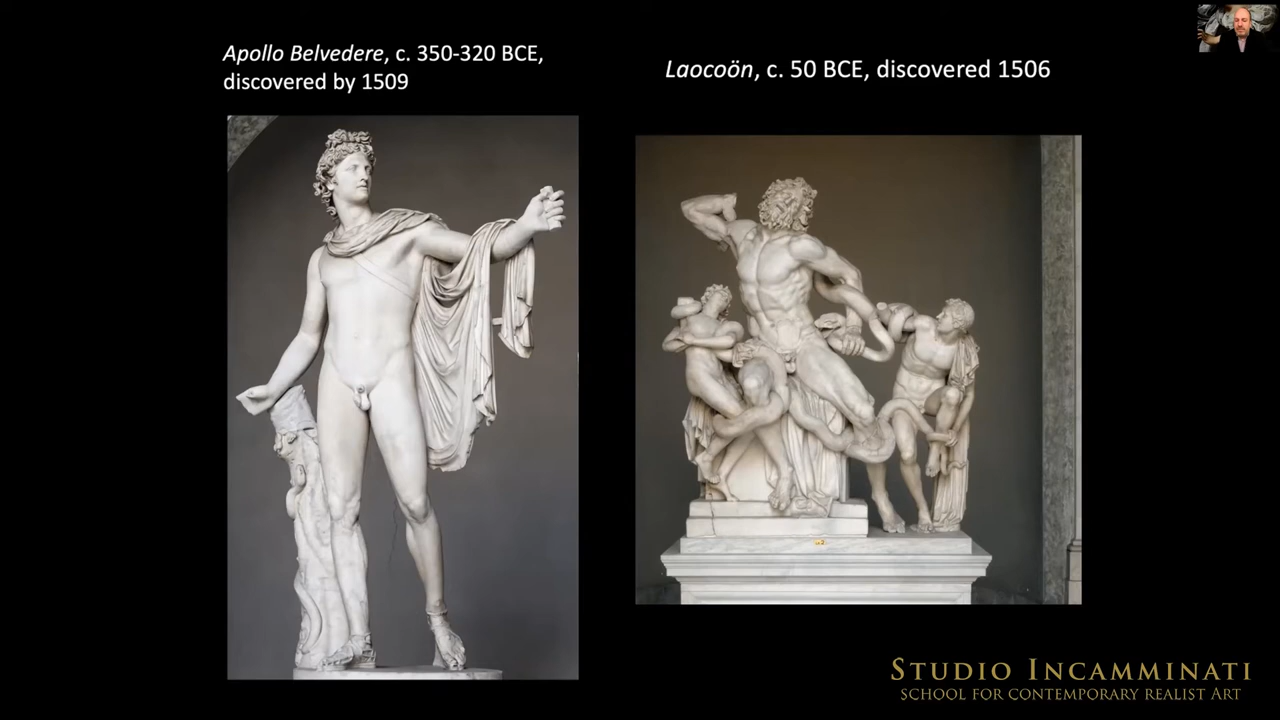 Apollo Belvedere, c. 350-320 BCE,
discovered by 1509
Laocoön, c. 50 BCE, discovered 1506
STUDIO INCAMMINATI
SCHOOL FOR CONTEMPORARY REALIST ART